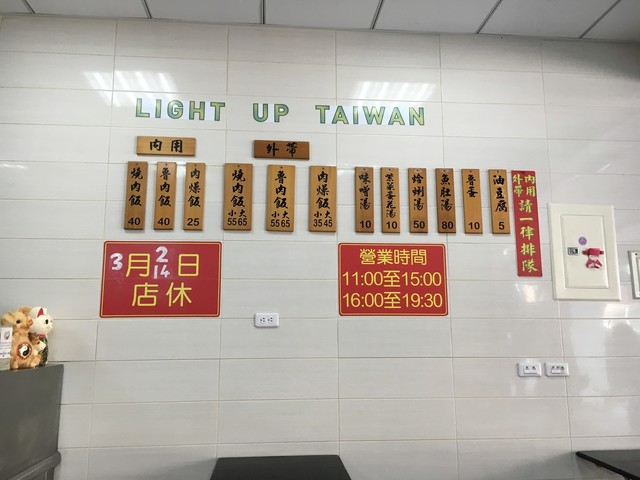 LIGHT UP TAIWAN
內用
外帶
燒肉飯 40
魯肉飯 40
肉燥飯 25
燒肉飯 小55 大65
魯肉飯 小55 大65
肉燥飯 小35 大45
味噌湯 10
紫菜蛋花湯 10
蛤蜊湯 50
魚肚湯 80
魯蛋 10
油豆腐 5
內用
外帶
請一律排隊
3月2 14日
店休
營業時間
11:00至15:00
16:00至19:30